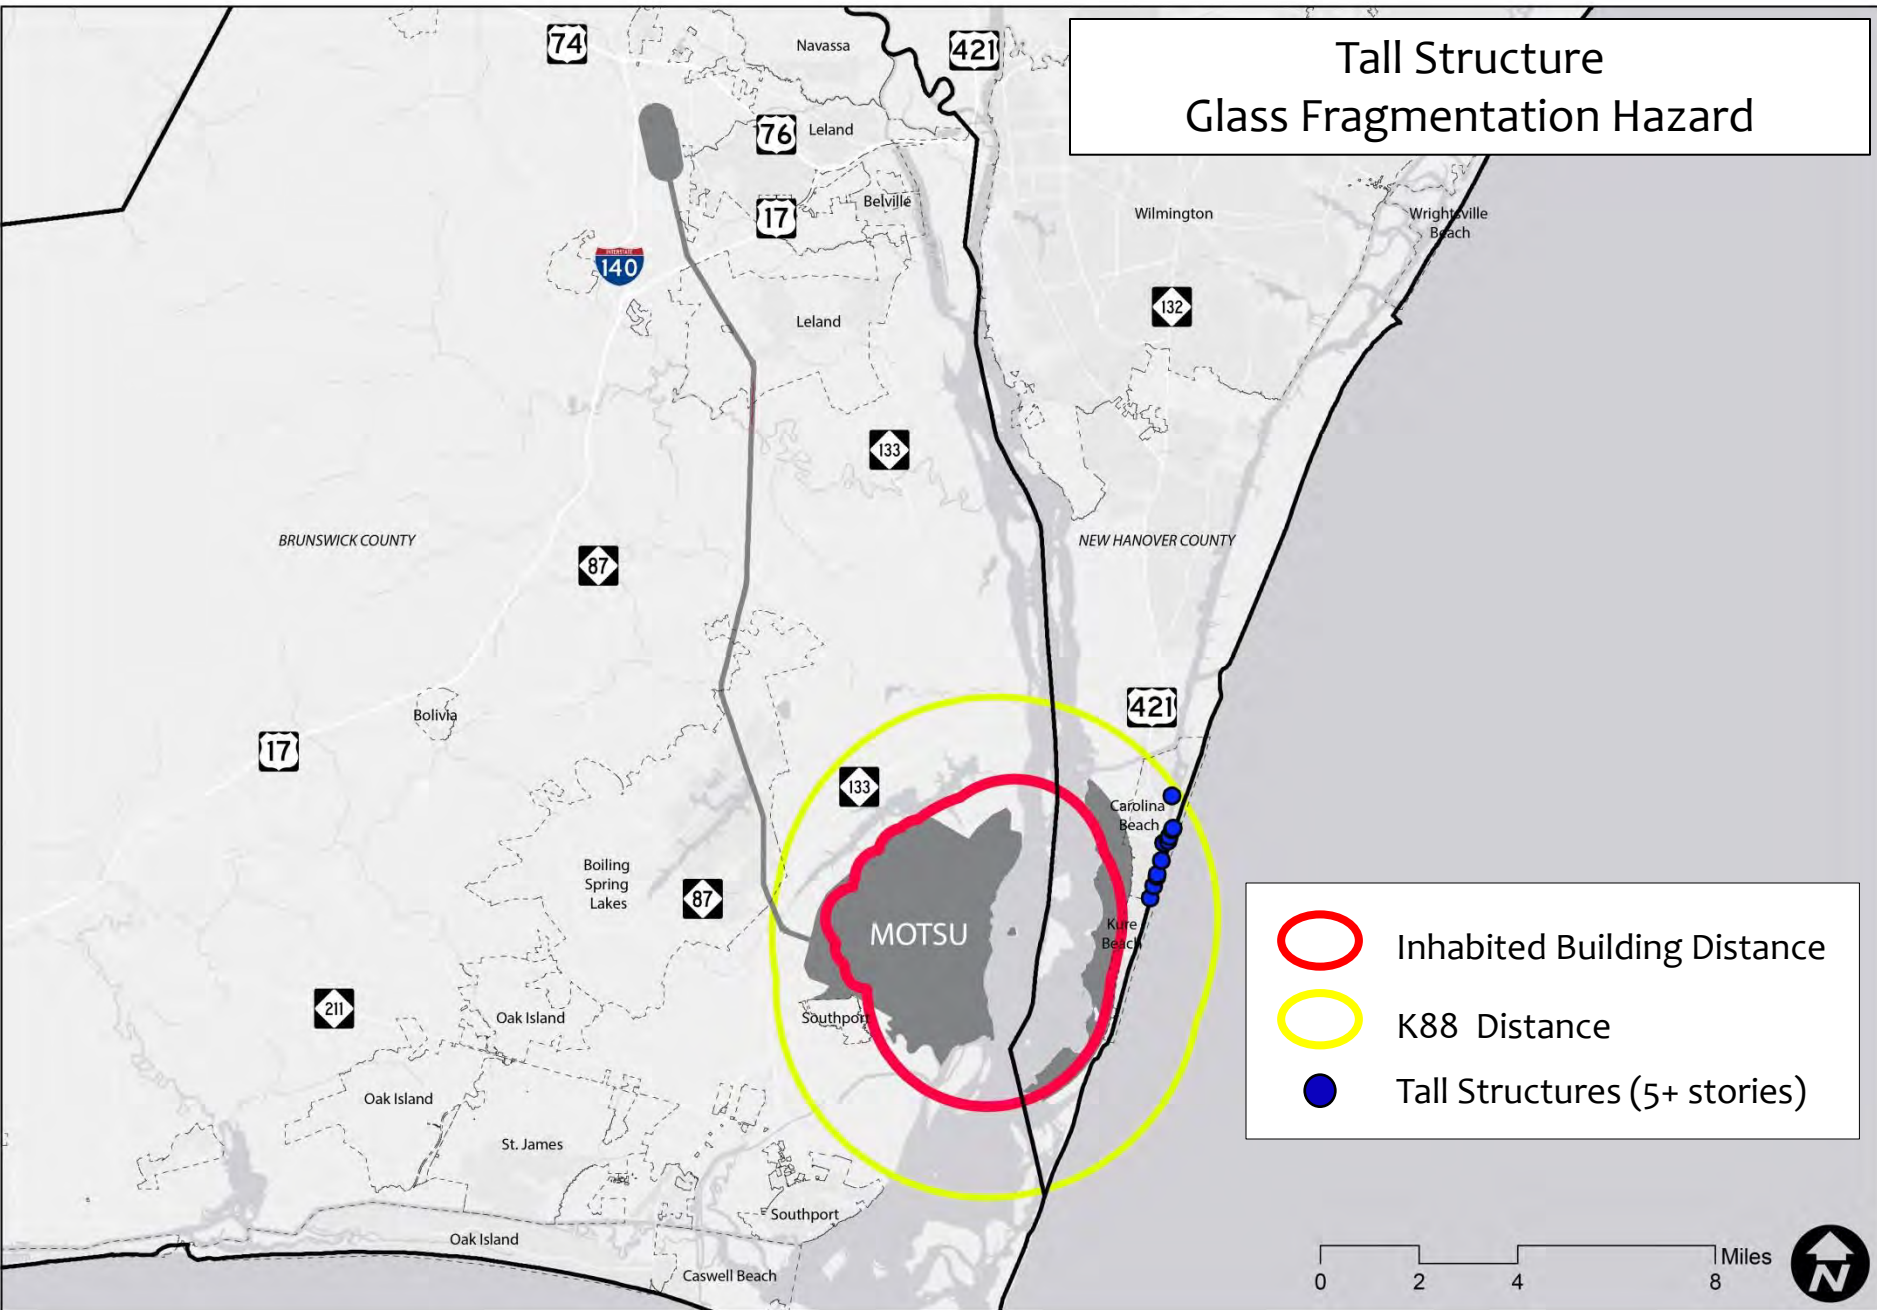 Tall Structure
Glass Fragmentation Hazard
74
Navassa
421
76
Leland
17
Belville
Wilmington
Wrightsville
Beach
INTERSTATE
140
132
Leland
133
BRUNSWICK COUNTY
NEW HANOVER COUNTY
87
Bolivia
421
17
133
Carolina
Beach
Boiling
Spring
Lakes
87
MOTSU
Kure
Beach
Inhabited Building Distance
K88 Distance
Tall Structures (5+ stories)
211
Oak Island
Southport
Oak Island
St. James
Southport
Oak Island
Caswell Beach
Miles
0 2 4 8
N